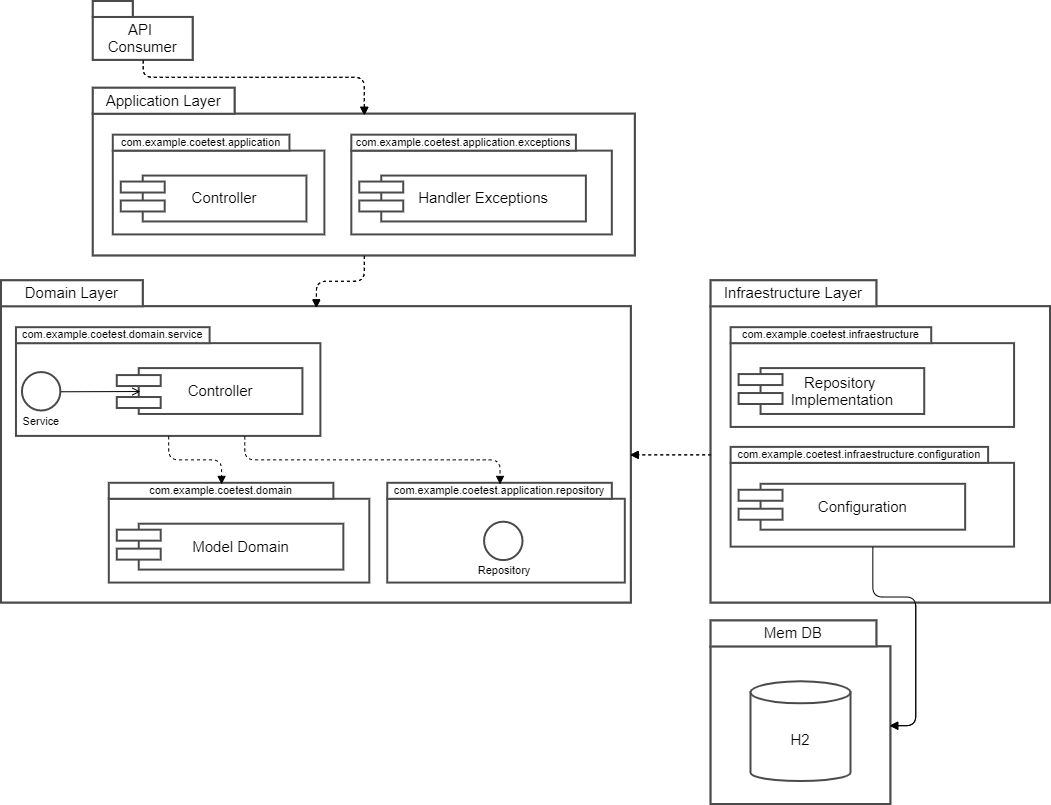 API
Consumer
Application Layer
com.example.coetest.application
Controller
com.example.coetest.application.exceptions
Handler Exceptions
Domain Layer
com.example.coetest.domain.service
Service
Controller
com.example.coetest.domain
Model Domain
com.example.coetest.application.repository
Repository
Infraestructure Layer
com.example.coetest.infraestructure
Repository
Implementation
com.example.coetest.infraestructure.configuration
Configuration
Mem DB
H2